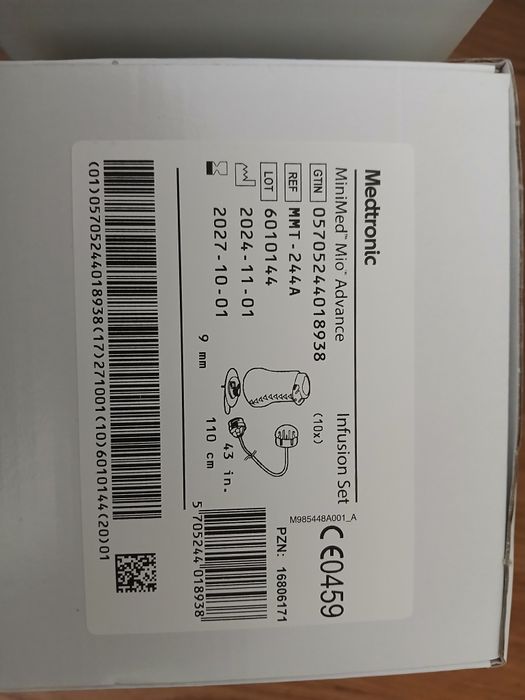 Medtronic
MiniMed™ Mio™ Advance Infusion Set
GTIN 05705244018938 (10x)
REF MMT-244A
LOT 6010144
2024-11-01
2027-10-01
9 mm
43 in.
110 cm
M985448A001_A
CE0459
PZN: 16806171
5 705244 018938
(01)05705244018938(17)271001(10)6010144(20)01